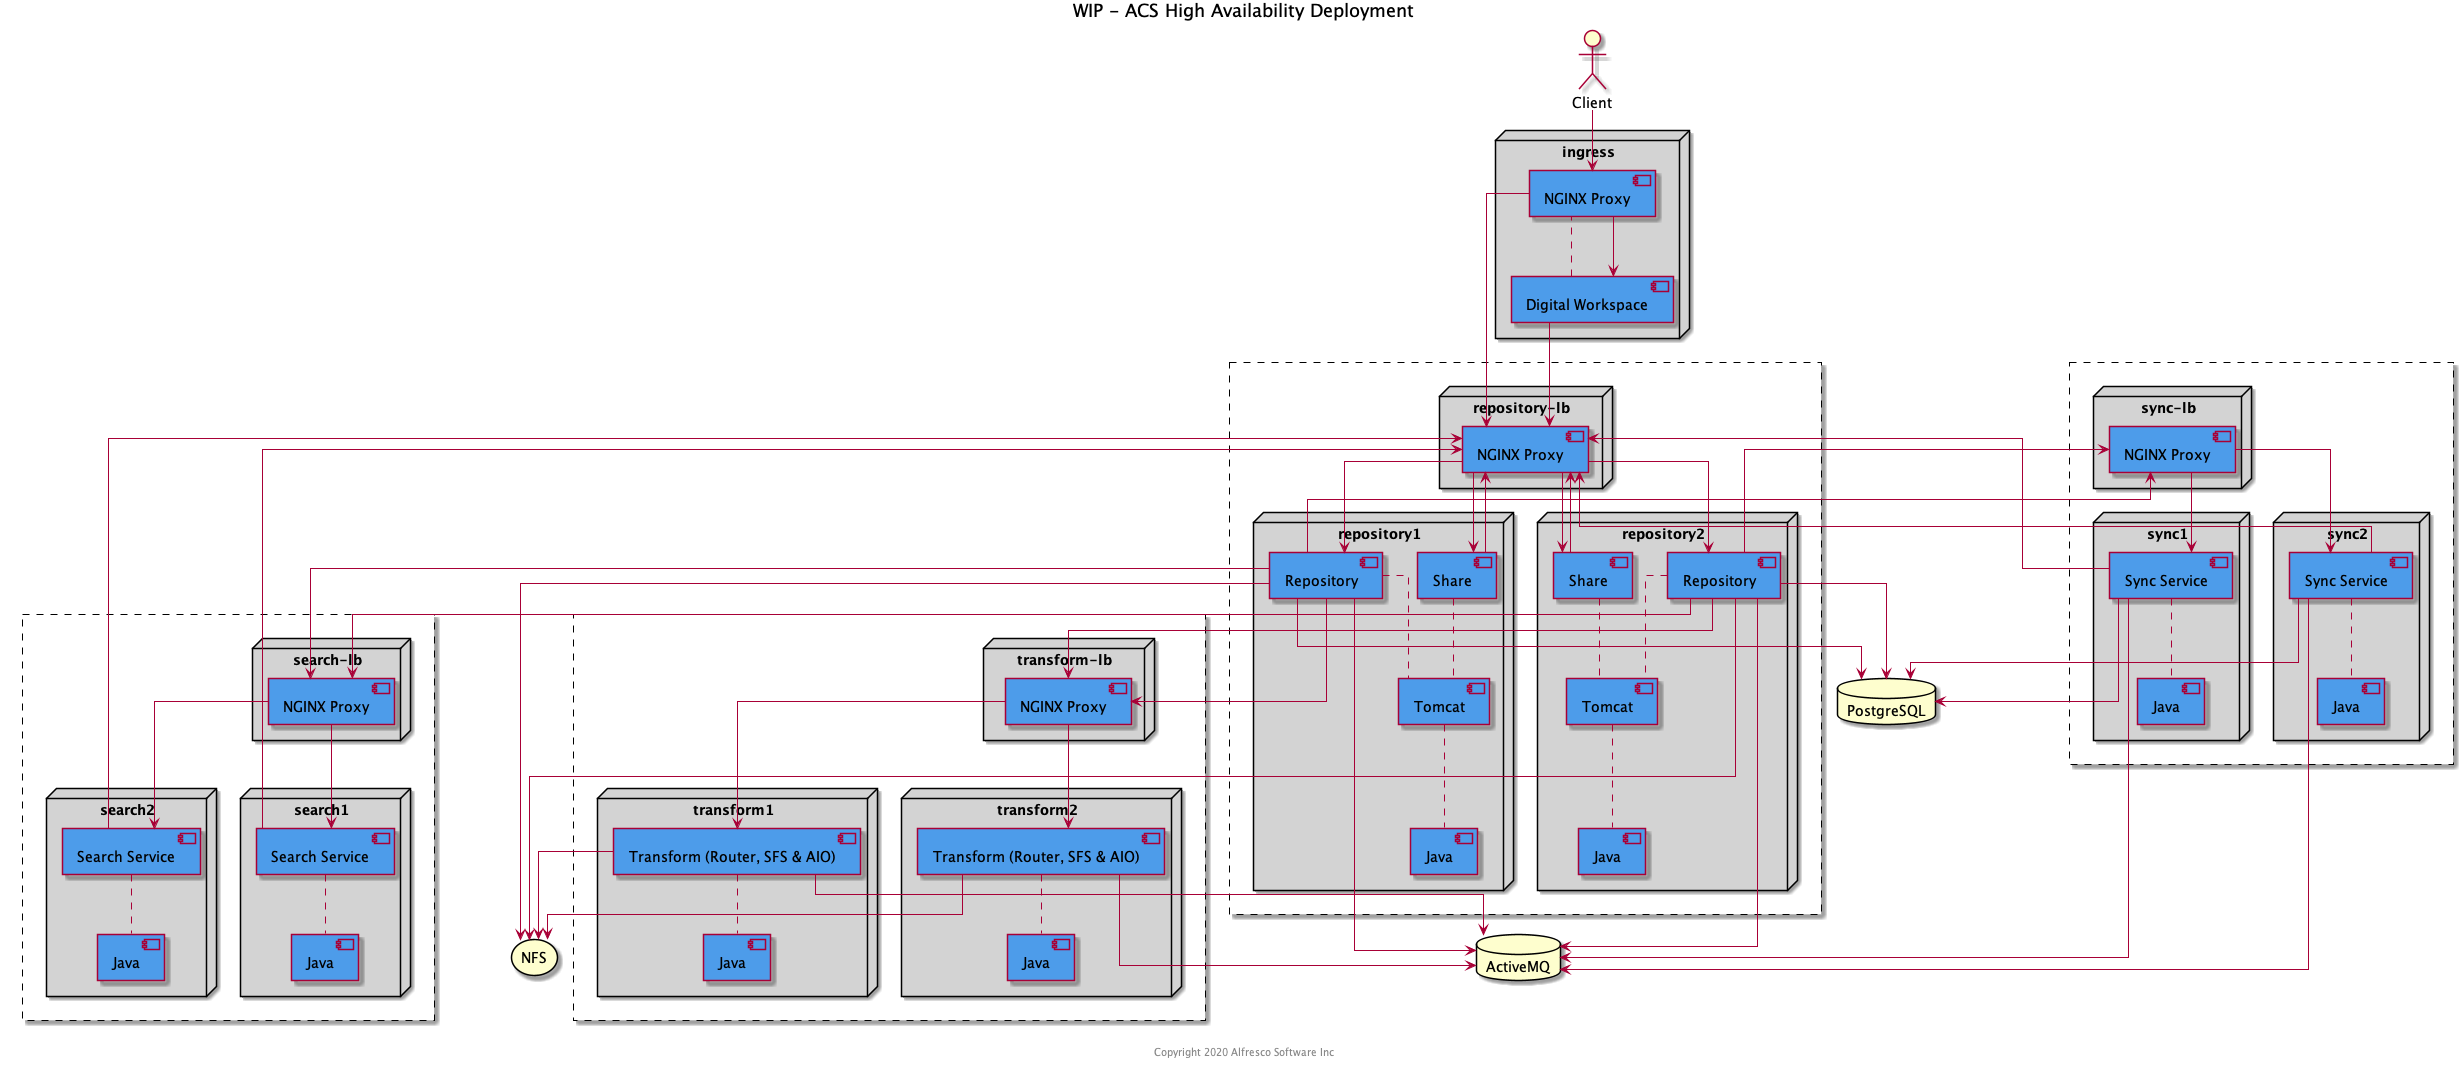 WIP - ACS High Availability Deployment
Client
ingress
NGINX Proxy
Digital Workspace
repository-lb
NGINX Proxy
sync-lb
NGINX Proxy
repository1
Repository
Share
Tomcat
Java
repository2
Share
Repository
Tomcat
Java
sync1
Sync Service
Java
sync2
Sync Service
Java
PostgreSQL
search-lb
NGINX Proxy
search2
Search Service
Java
search1
Search Service
Java
NFS
transform-lb
NGINX Proxy
transform1
Transform (Router, SFS & AIO)
Java
transform2
Transform (Router, SFS & AIO)
Java
ActiveMQ
Copyright 2020 Alfresco Software Inc